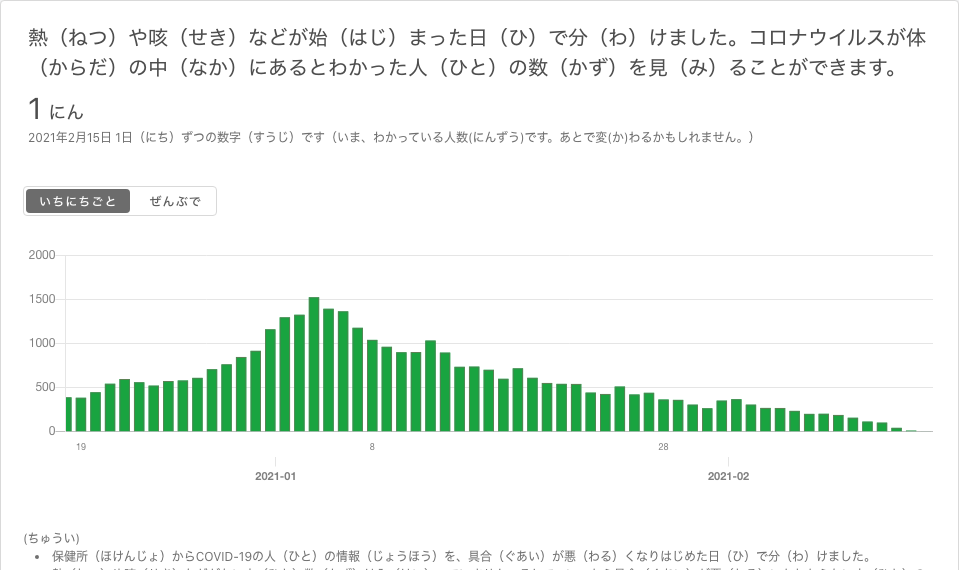 熱（ねつ）や咳（せき）などが始（はじ）まった日（ひ）で分（わ）けました。コロナウイルスが体
（からだ）の中（なか）にあるとわかった人（ひと）の数（かず）を見（み）ることができます。
1 にん
2021年2月15日 1日（にち）ずつの数字（すうじ）です（いま、わかっている人数(にんずう)です。あとで変(か)わるかもしれません。）
いちにちごと ぜんぶで
2000
1500
1000
500
0
19 8 28
2021-01 2021-02
(ちゅうい)
• 保健所（ほけんじょ）からCOVID-19の人（ひと）の情報（じょうほう）を、具合（ぐあい）が悪（わる）くなりはじめた日（ひ）で分（わ）けました。